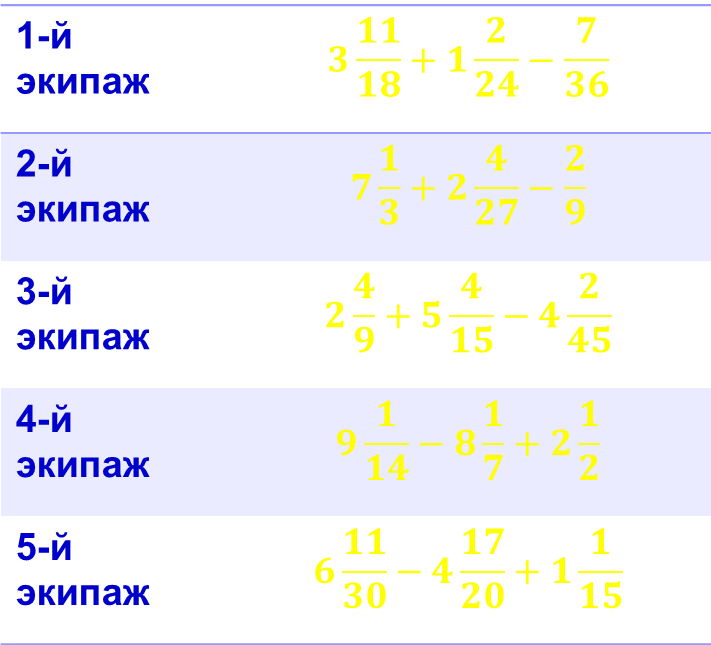 1-й
экипаж
3 11/18 + 1 2/24 − 7/36
2-й
экипаж
7 1/3 + 2 4/27 − 2/9
3-й
экипаж
2 4/9 + 5 4/15 − 4 2/45
4-й
экипаж
9 1/14 − 8 1/7 + 2 1/2
5-й
экипаж
6 11/30 − 4 17/20 + 1 1/15